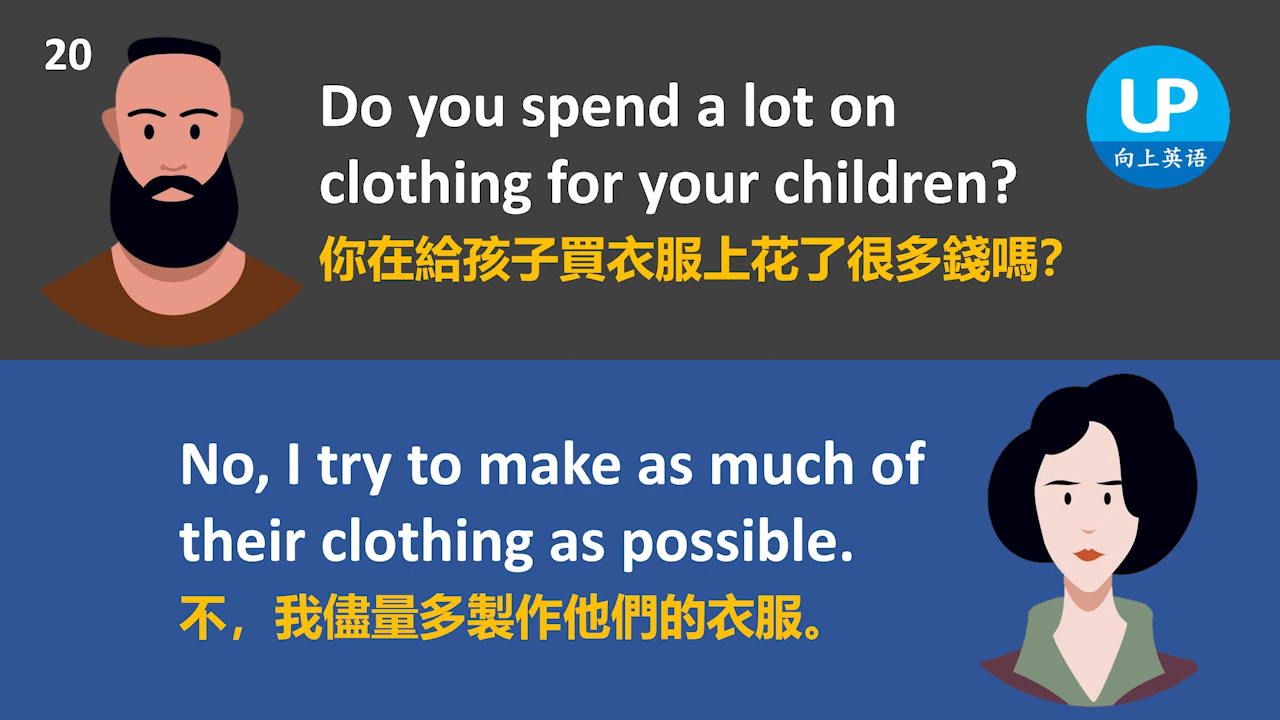 20
Do you spend a lot on
clothing for your children?
你在給孩子買衣服上花了很多錢嗎?
UP
向上英语
No, I try to make as much of
their clothing as possible.
不，我儘量多製作他們的衣服。